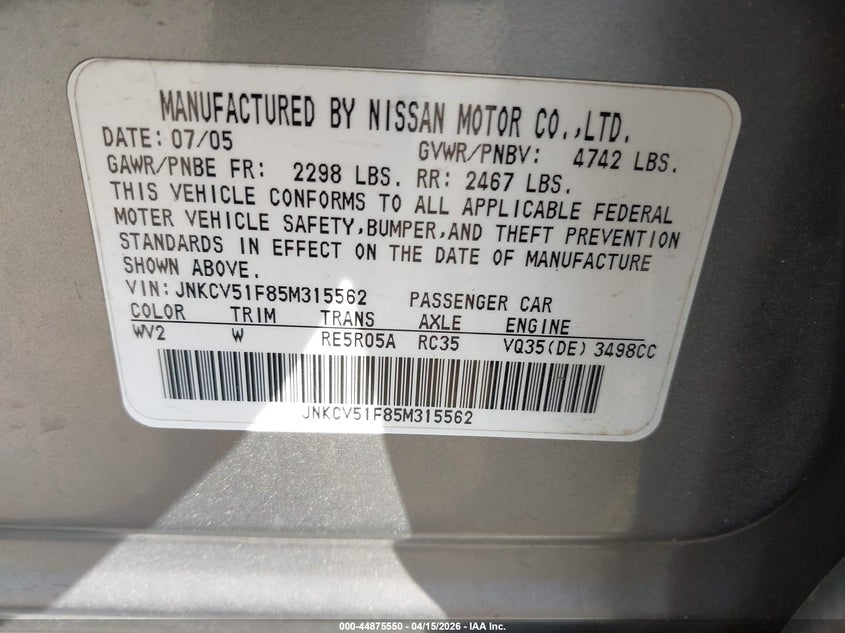 MANUFACTURED BY NISSAN MOTOR CO.,LTD.
DATE: 07/05 GVWR/PNBV: 4742 LBS.
GAWR/PNBE FR: 2298 LBS. RR: 2467 LBS.
THIS VEHICLE CONFORMS TO ALL APPLICABLE FEDERAL
MOTER VEHICLE SAFETY,BUMPER,AND THEFT PREVENTION
STANDARDS IN EFFECT ON THE DATE OF MANUFACTURE
SHOWN ABOVE.
VIN: JNKCV51F85M315562 PASSENGER CAR
COLOR TRIM TRANS AXLE ENGINE
WV2 W RE5R05A RC35 VQ35(DE) 3498CC
JNKCV51F85M315562
000-44875550 - 04/15/2026 - IAA Inc.